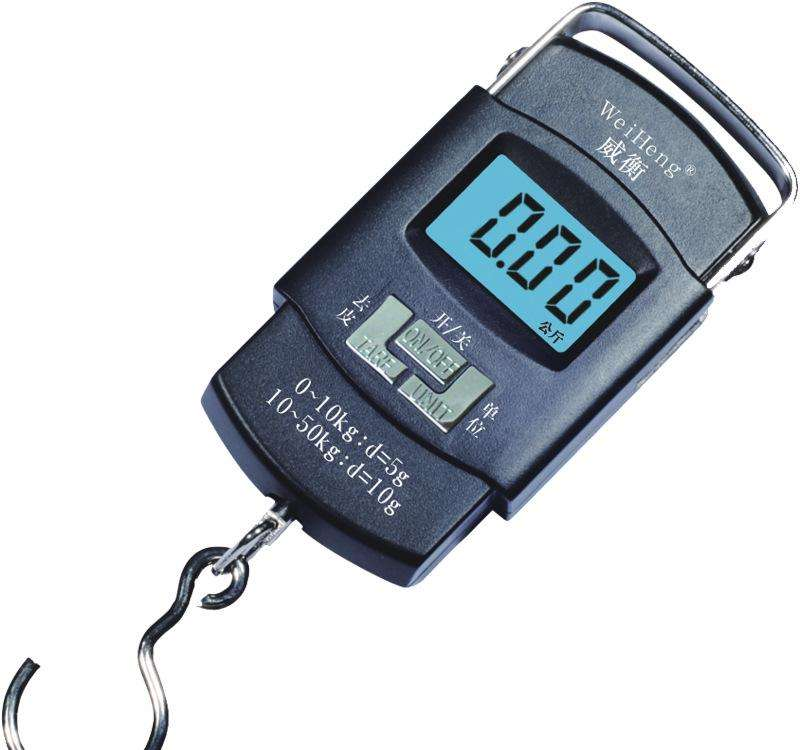 WeiHeng®
威衡
0.00
公斤
去皮
开/关
ON/OFF
TARE
UNIT
单位
0~10kg:d=5g
10~50kg:d=10g